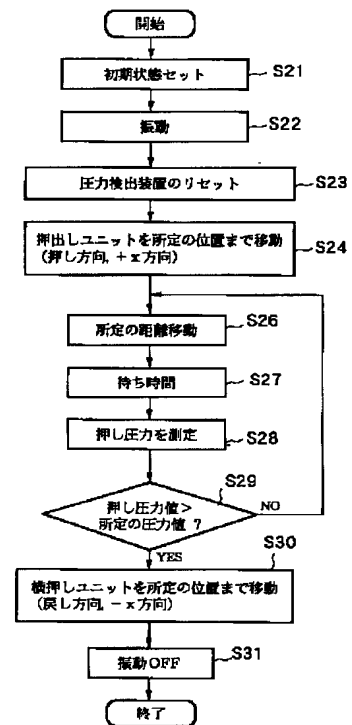 開始
初期状態セット
S21
振動
S22
圧力検出装置のリセット
S23
押出しユニットを所定の位置まで移動
(押し方向, +x方向)
S24
所定の距離移動
S26
待ち時間
S27
押し圧力を測定
S28
押し圧力値>
所定の圧力値 ?
S29
NO
YES
S30
横押しユニットを所定の位置まで移動
(戻し方向, -x方向)
振動OFF
S31
終了